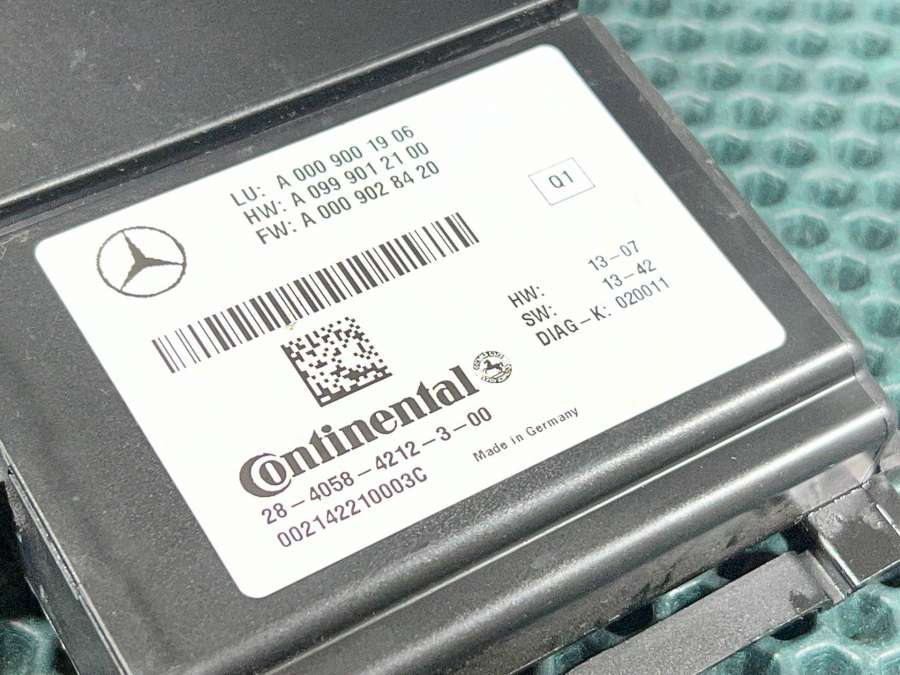 LU: A 000 900 19 06
HW: A 099 901 21 00
FW: A 000 902 84 20
Q1
HW: 13-07
SW: 13-42
DIAG-K: 020011
Continental
28-4058-4212-3-00
002142210003C
Made in Germany